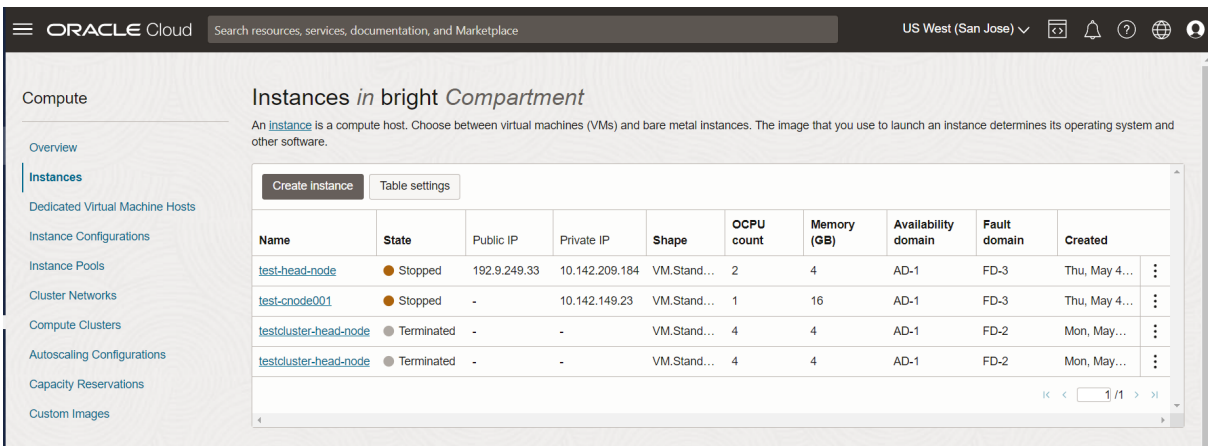 ORACLE Cloud
Search resources, services, documentation, and Marketplace
US West (San Jose)
Compute
Overview
Instances
Dedicated Virtual Machine Hosts
Instance Configurations
Instance Pools
Cluster Networks
Compute Clusters
Autoscaling Configurations
Capacity Reservations
Custom Images
Instances in bright Compartment
An instance is a compute host. Choose between virtual machines (VMs) and bare metal instances. The image that you use to launch an instance determines its operating system and
other software.
Create instance Table settings
Name State Public IP Private IP Shape OCPU count Memory (GB) Availability domain Fault domain Created
test-head-node Stopped 192.9.249.33 10.142.209.184 VM.Stand... 2 4 AD-1 FD-3 Thu, May 4...
test-cnode001 Stopped - 10.142.149.23 VM.Stand... 1 16 AD-1 FD-3 Thu, May 4...
testcluster-head-node Terminated - - VM.Stand... 4 4 AD-1 FD-2 Mon, May...
testcluster-head-node Terminated - - VM.Stand... 4 4 AD-1 FD-2 Mon, May...
1 /1